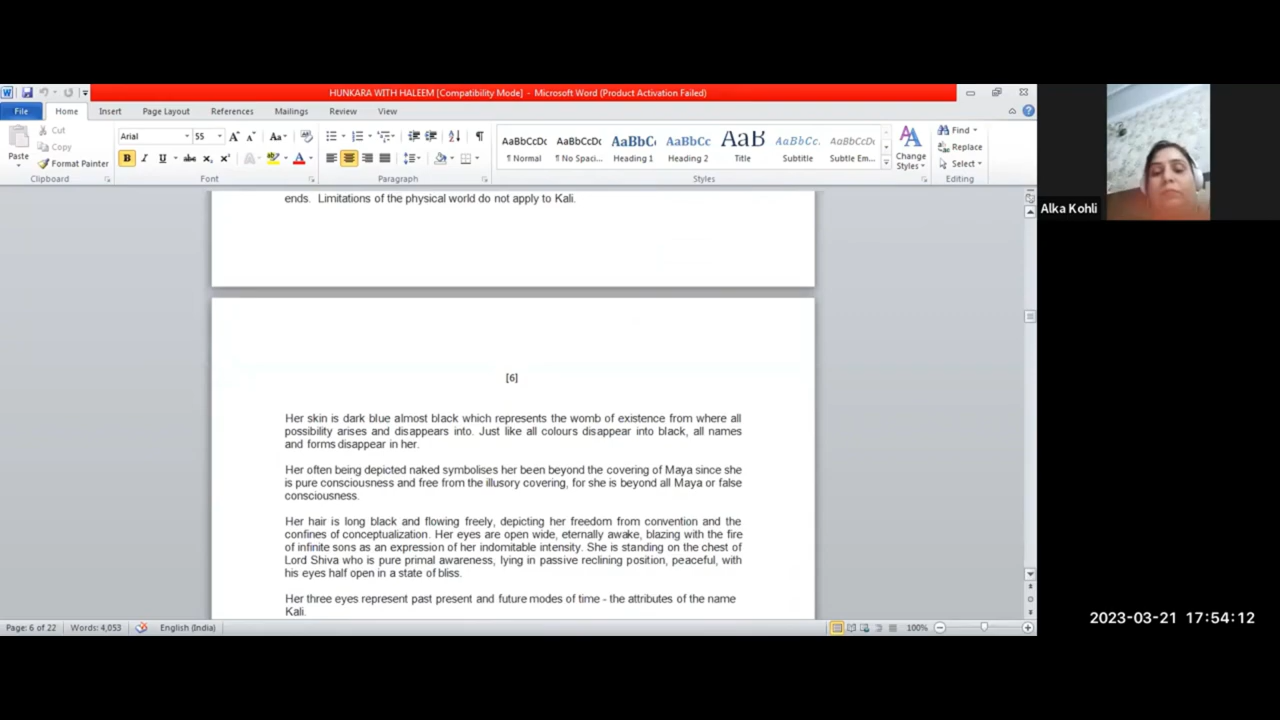 HUNKARA WITH HALEEM [Compatibility Mode] - Microsoft Word (Product Activation Failed)
File Home Insert Page Layout References Mailings Review View
Cut
Copy
Paste
Format Painter
Clipboard
Arial 55
Font
Paragraph
AaBbCcDc AaBbCcDc AaBbC AaBbCc AaB AaBbCc. AaBbCcDc
¶ Normal ¶ No Spaci... Heading 1 Heading 2 Title Subtitle Subtle Em...
Styles
Change
Styles
Find
Replace
Select
Editing
ends. Limitations of the physical world do not apply to Kali.
[6]
Her skin is dark blue almost black which represents the womb of existence from where all
possibility arises and disappears into. Just like all colours disappear into black, all names
and forms disappear in her.
Her often being depicted naked symbolises her been beyond the covering of Maya since she
is pure consciousness and free from the illusory covering, for she is beyond all Maya or false
consciousness.
Her hair is long black and flowing freely, depicting her freedom from convention and the
confines of conceptualization. Her eyes are open wide, eternally awake, blazing with the fire
of infinite sons as an expression of her indomitable intensity. She is standing on the chest of
Lord Shiva who is pure primal awareness, lying in passive reclining position, peaceful, with
his eyes half open in a state of bliss.
Her three eyes represent past present and future modes of time - the attributes of the name
Kali.
Page: 6 of 22 Words: 4,053 English (India) 100%
Alka Kohli
2023-03-21 17:54:12